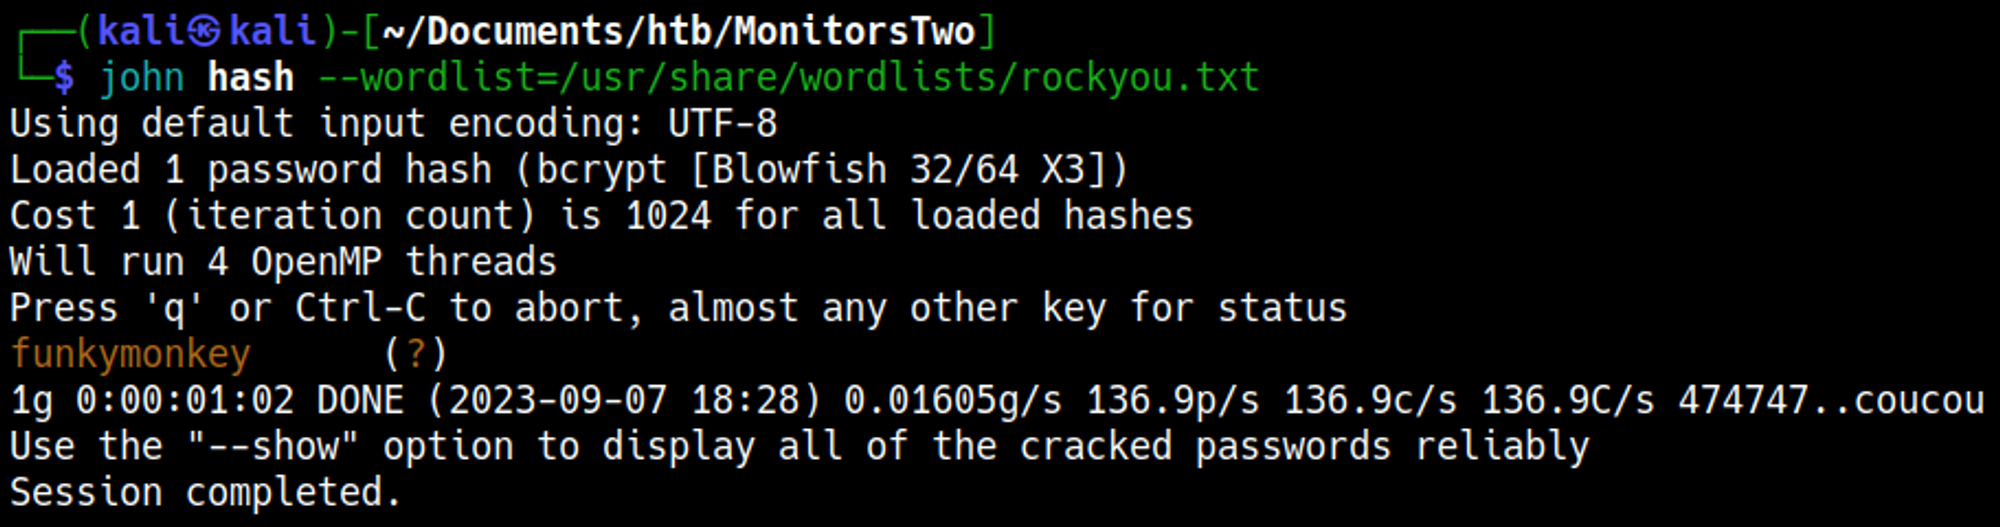 ┌──(kali㉿kali)-[~/Documents/htb/MonitorsTwo]
└─$ john hash --wordlist=/usr/share/wordlists/rockyou.txt
Using default input encoding: UTF-8
Loaded 1 password hash (bcrypt [Blowfish 32/64 X3])
Cost 1 (iteration count) is 1024 for all loaded hashes
Will run 4 OpenMP threads
Press 'q' or Ctrl-C to abort, almost any other key for status
funkymonkey      (?)
1g 0:00:01:02 DONE (2023-09-07 18:28) 0.01605g/s 136.9p/s 136.9c/s 136.9C/s 474747..coucou
Use the "--show" option to display all of the cracked passwords reliably
Session completed.